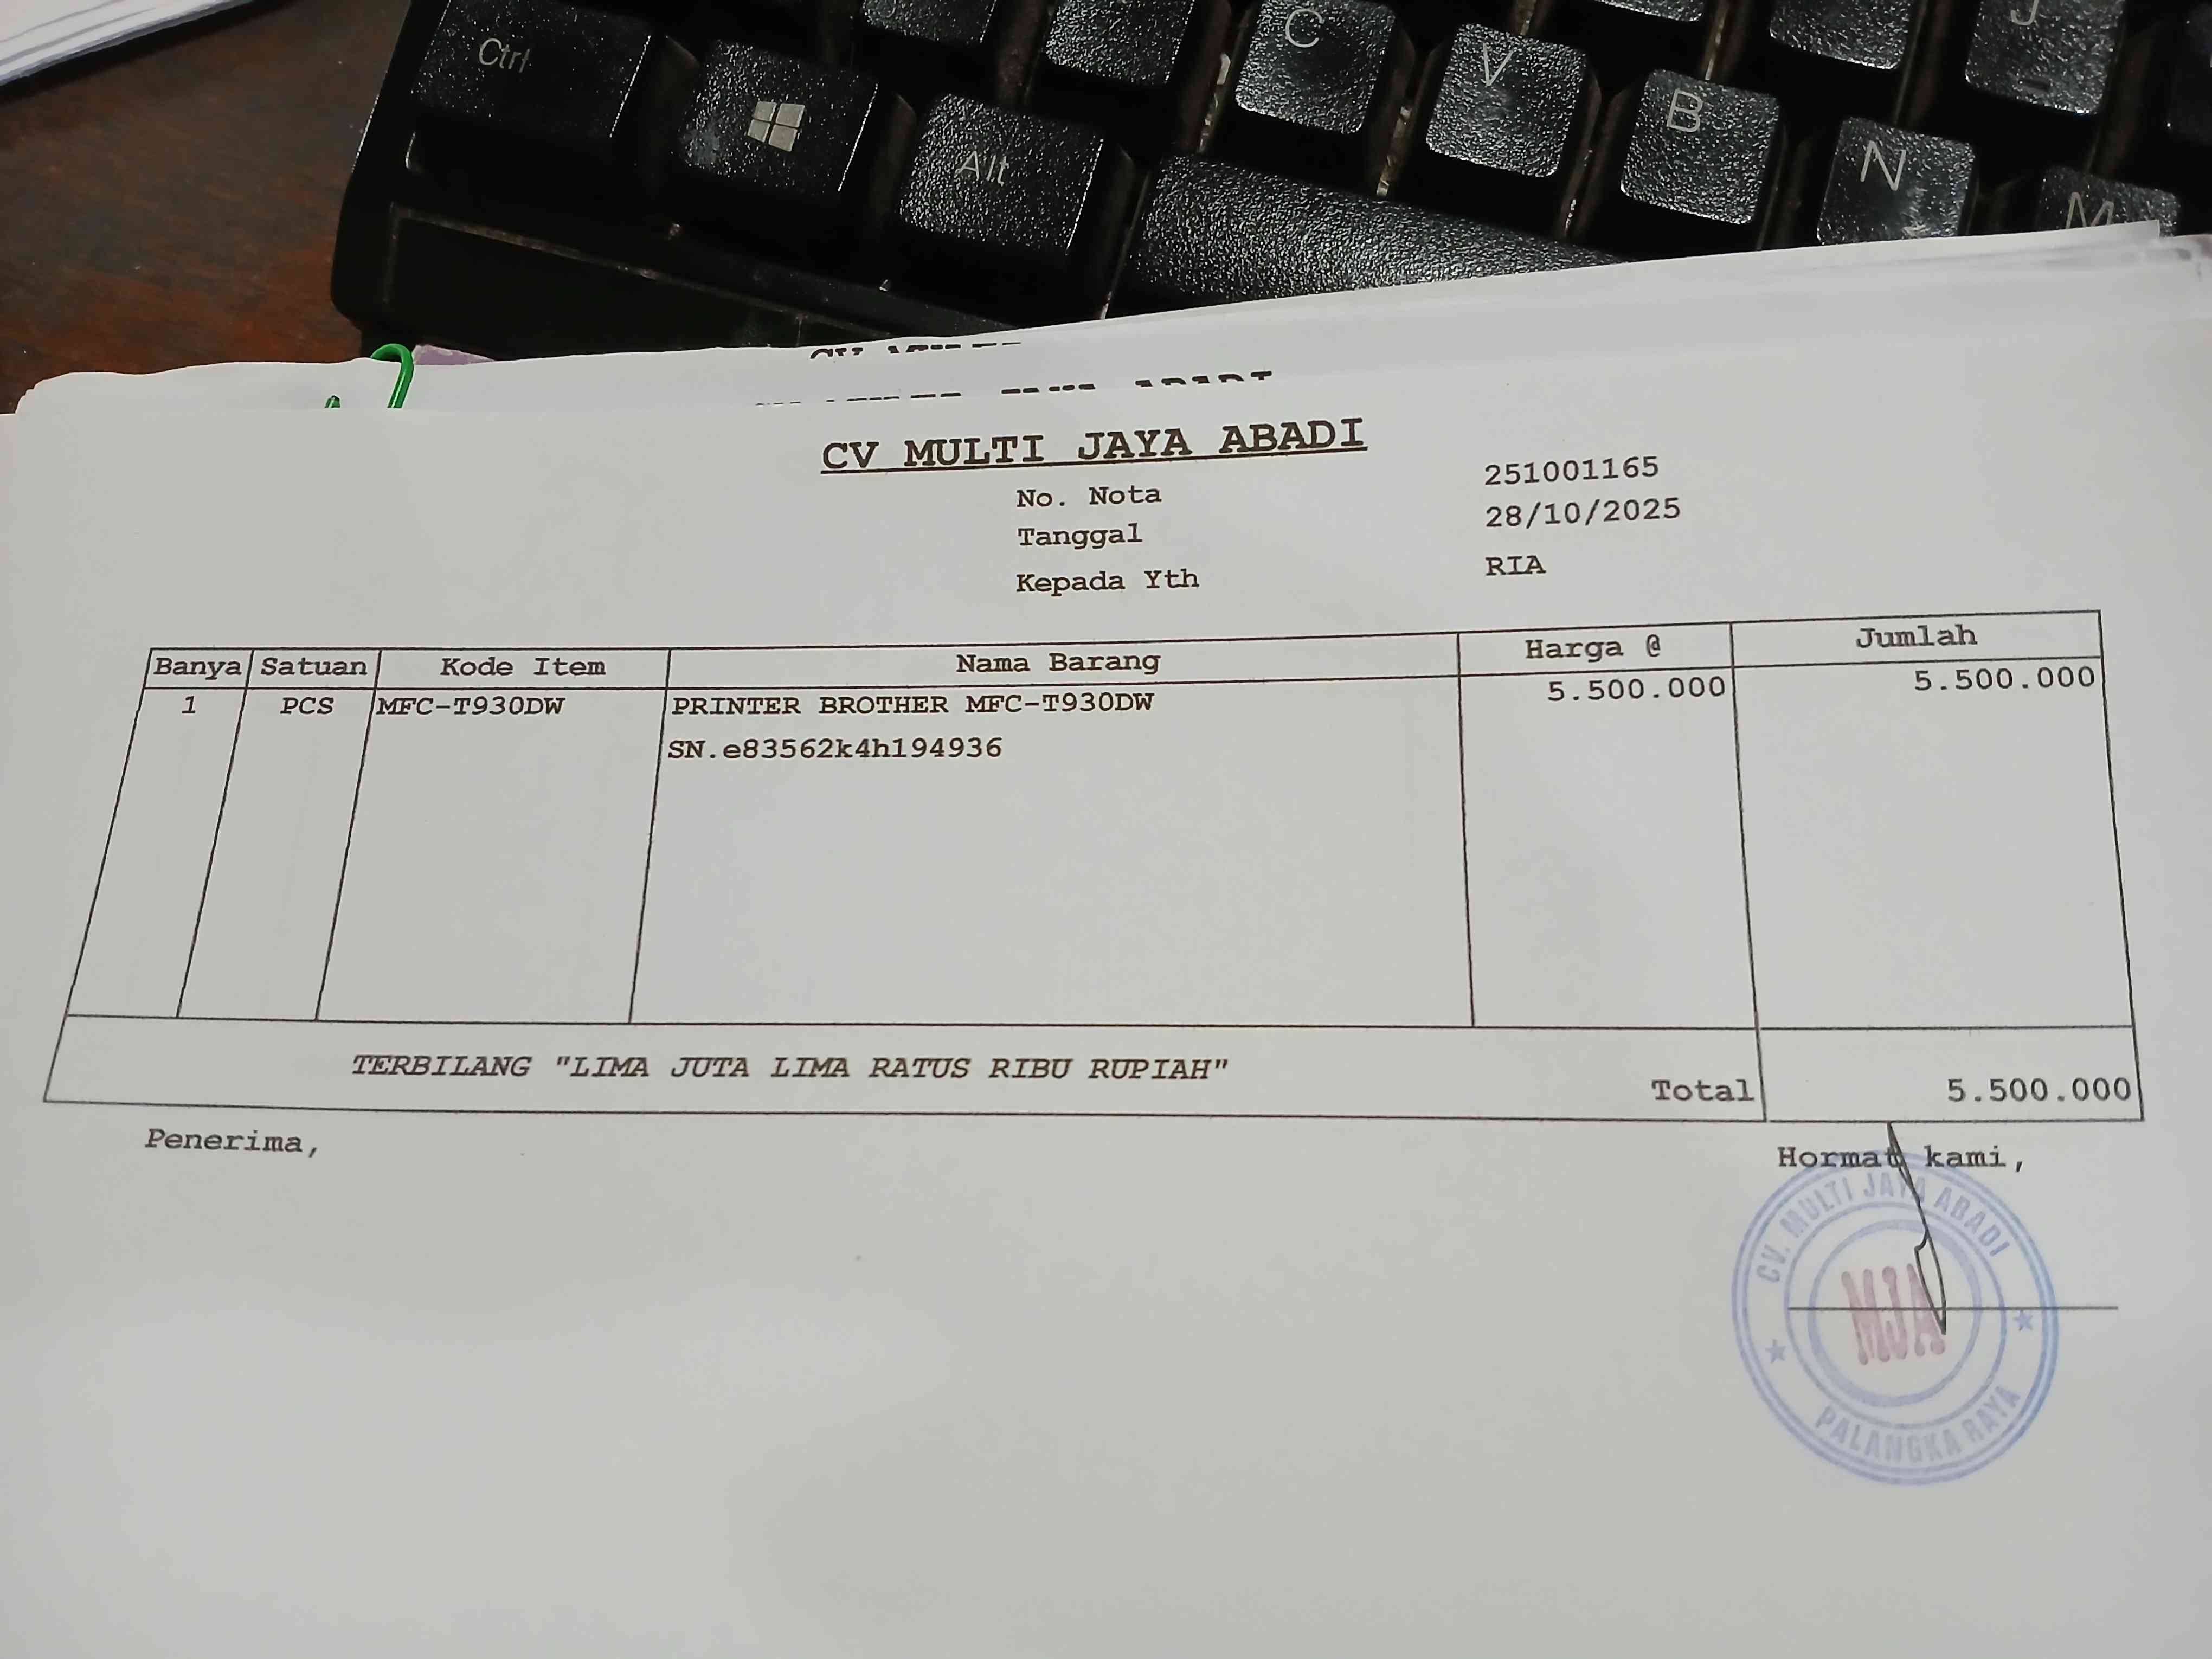 Ctrl
Alt
C
V
B
N
M
J
CV MULTI JAYA ABADI
No. Nota 251001165
Tanggal 28/10/2025
Kepada Yth RIA
Banya Satuan Kode Item Nama Barang Harga @ Jumlah
1 PCS MFC-T930DW PRINTER BROTHER MFC-T930DW 5.500.000 5.500.000
SN.e83562k4h194936
TERBILANG "LIMA JUTA LIMA RATUS RIBU RUPIAH"
Total 5.500.000
Penerima,
Hormat kami,
CV. MULTI JAYA ABADI
MJA
PALANGKA RAYA